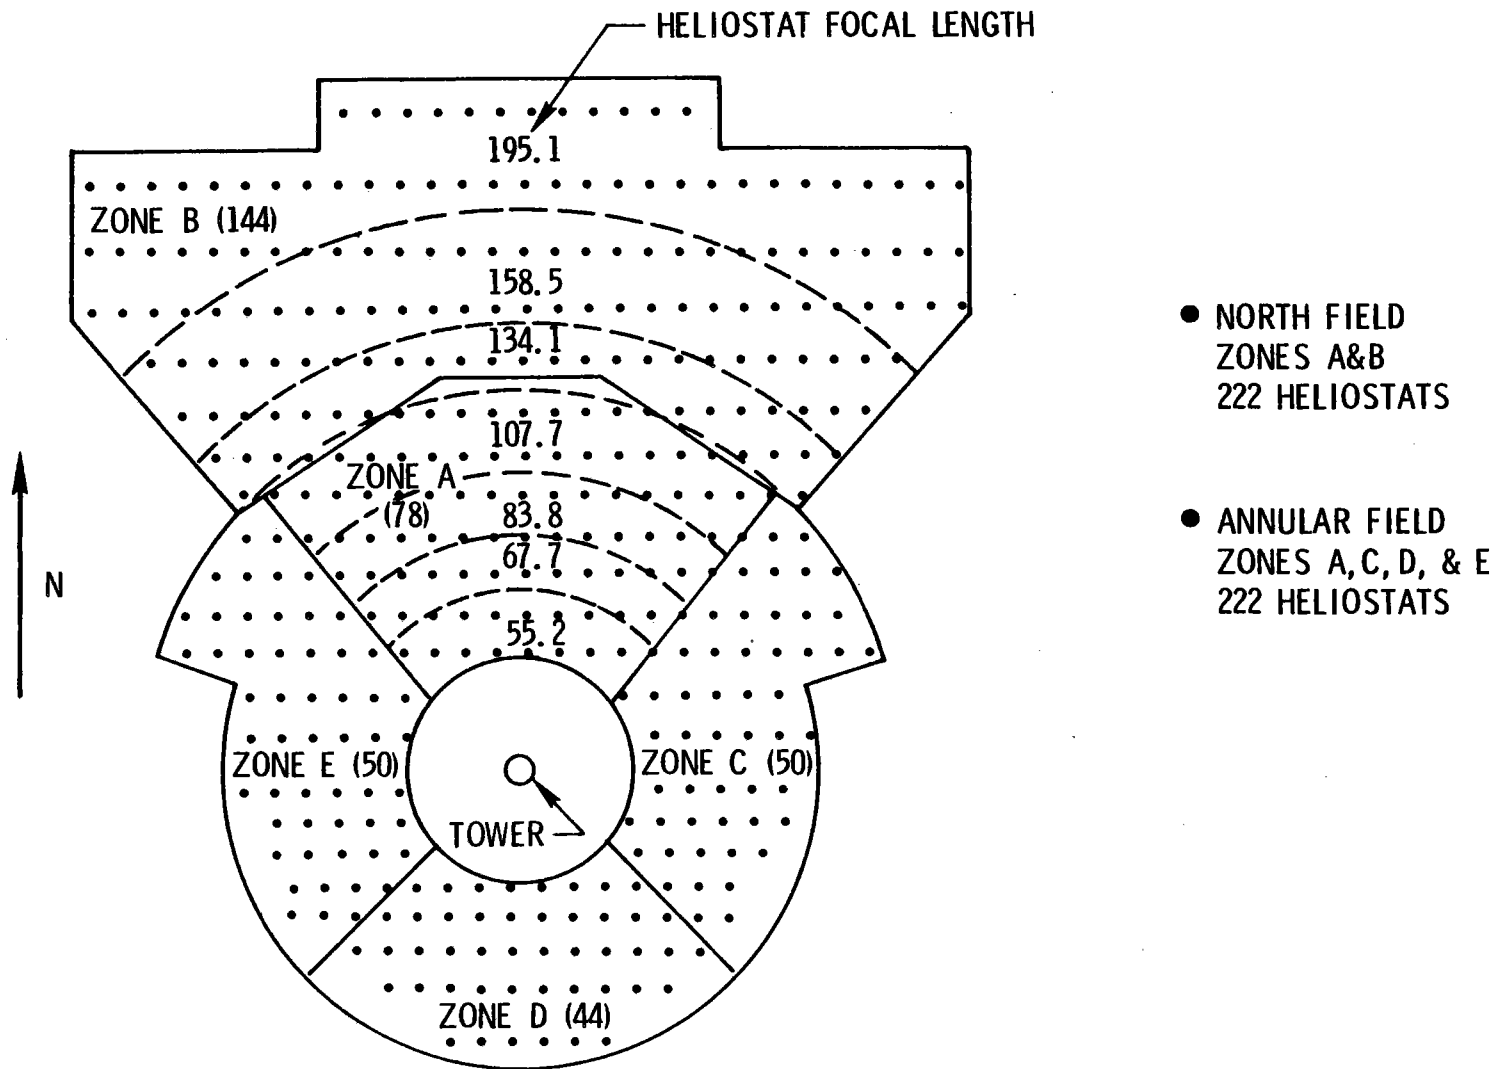 HELIOSTAT FOCAL LENGTH
195.1
ZONE B (144)
158.5
134.1
107.7
ZONE A
(78)
83.8
67.7
55.2
N
ZONE E (50)
ZONE C (50)
TOWER
ZONE D (44)
● NORTH FIELD
ZONES A&B
222 HELIOSTATS
● ANNULAR FIELD
ZONES A, C, D, & E
222 HELIOSTATS